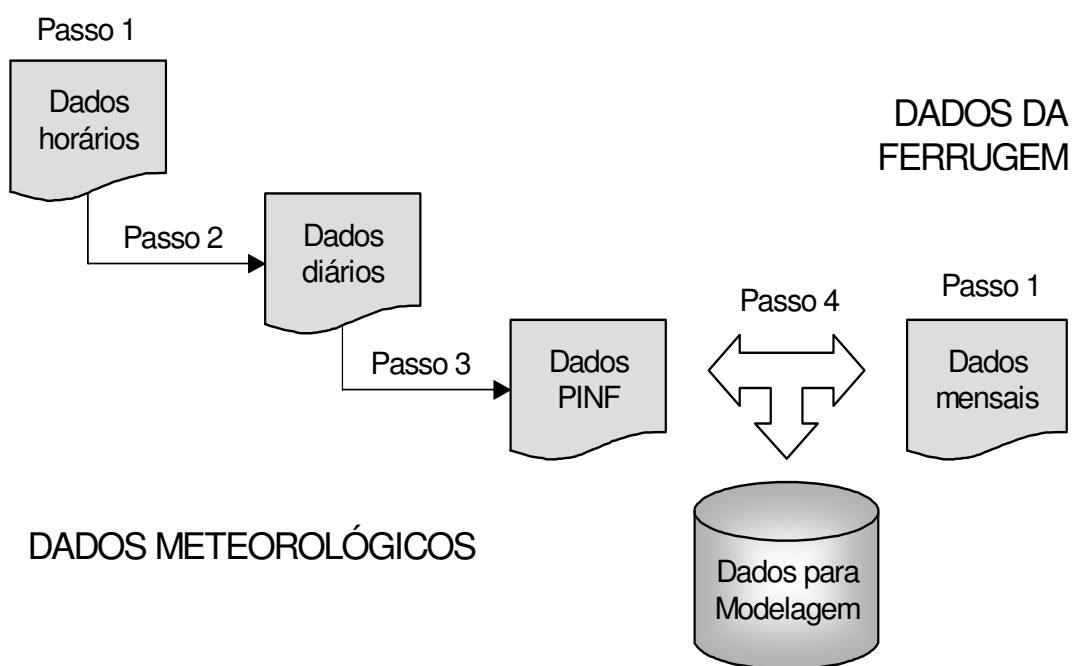 Passo 1
Dados
horários
DADOS DA
FERRUGEM
Passo 2
Dados
diários
Passo 4
Passo 1
Passo 3
Dados
PINF
Dados
mensais
DADOS METEOROLÓGICOS
Dados para
Modelagem